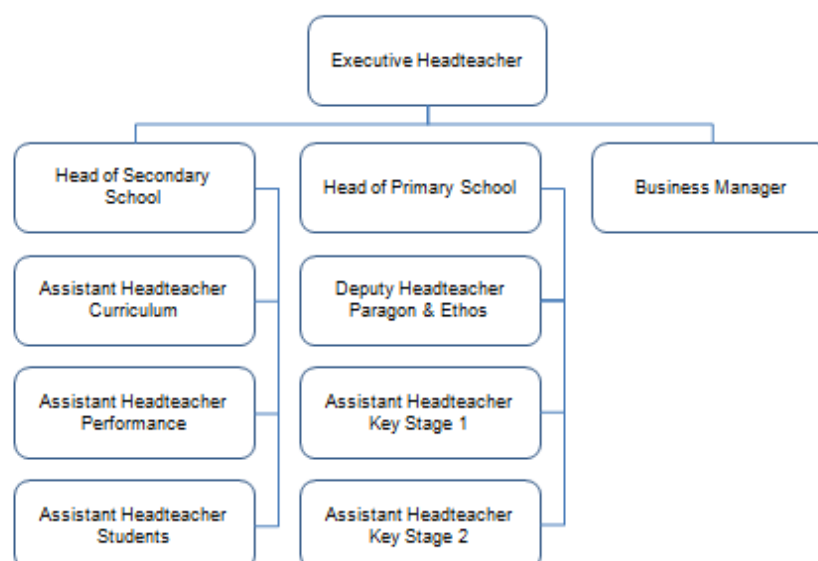 Executive Headteacher
Head of Secondary
School
Head of Primary School
Business Manager
Assistant Headteacher
Curriculum
Deputy Headteacher
Paragon & Ethos
Assistant Headteacher
Performance
Assistant Headteacher
Key Stage 1
Assistant Headteacher
Students
Assistant Headteacher
Key Stage 2